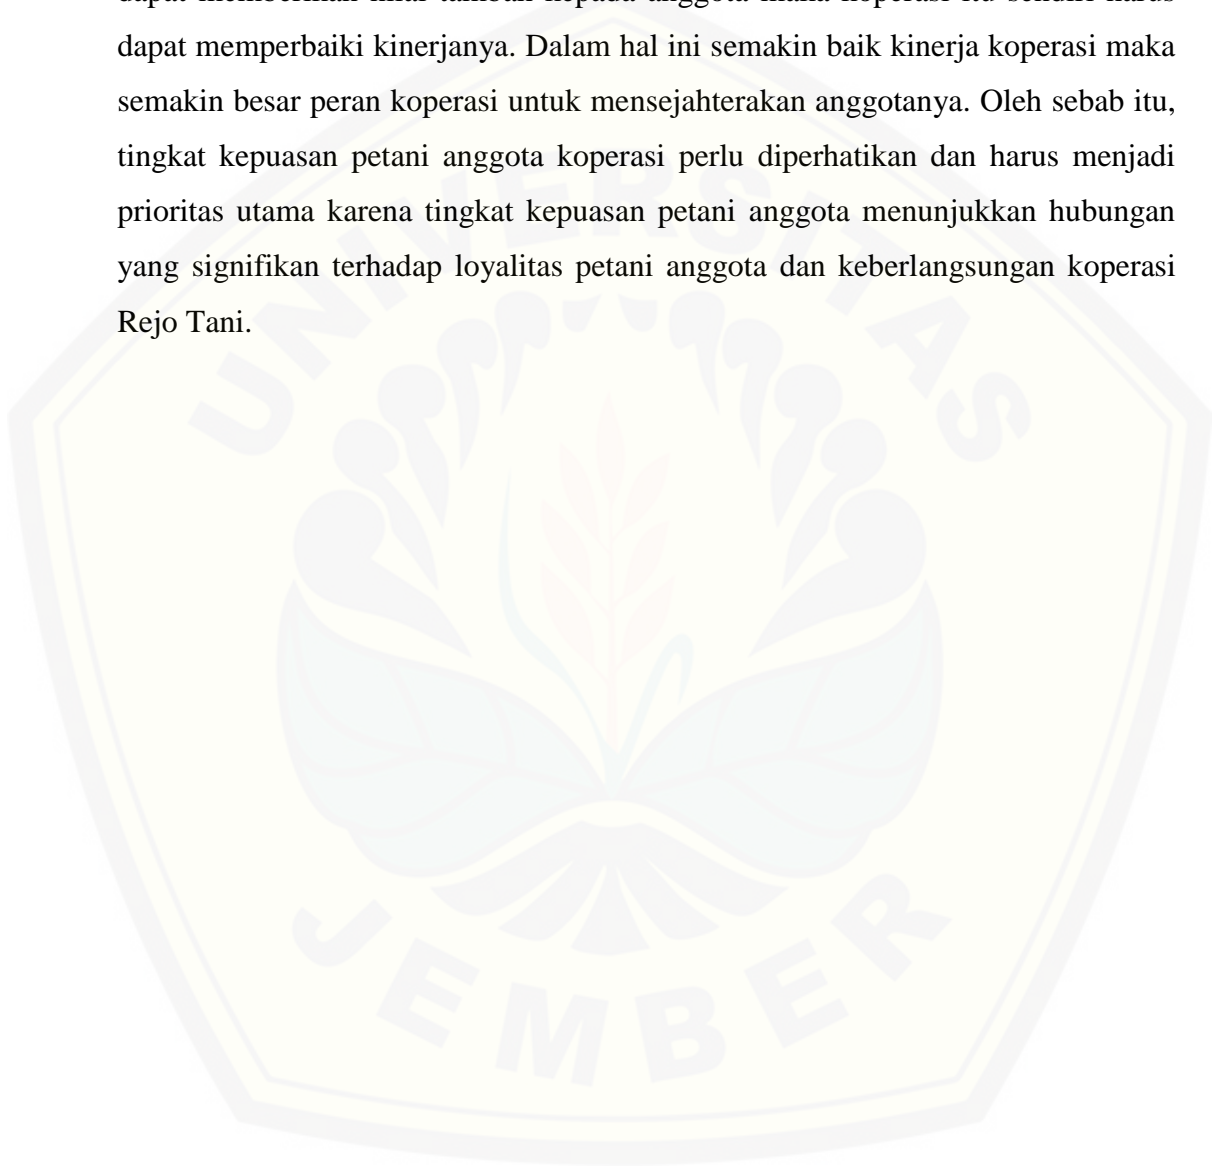 dapat memberikan nilai tambah kepada anggota maka koperasi itu sendiri harus
dapat memperbaiki kinerjanya. Dalam hal ini semakin baik kinerja koperasi maka
semakin besar peran koperasi untuk mensejahterakan anggotanya. Oleh sebab itu,
tingkat kepuasan petani anggota koperasi perlu diperhatikan dan harus menjadi
prioritas utama karena tingkat kepuasan petani anggota menunjukkan hubungan
yang signifikan terhadap loyalitas petani anggota dan keberlangsungan koperasi
Rejo Tani.
UNIVERSITAS
JEMBER